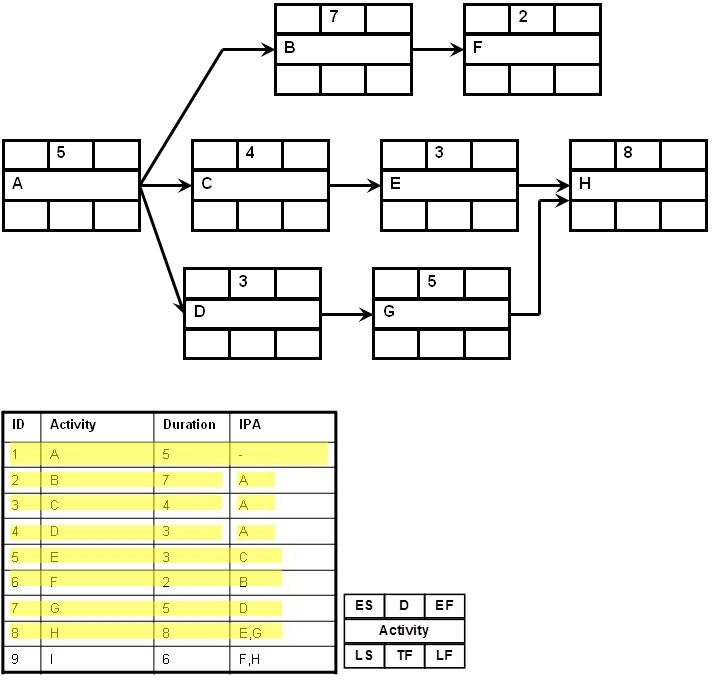 7 2
B F
5 4 3 8
A C E H
3 5
D G
ID Activity Duration IPA
1 A 5 -
2 B 7 A
3 C 4 A
4 D 3 A
5 E 3 C
6 F 2 B
7 G 5 D
8 H 8 E,G
9 I 6 F,H
ES D EF
Activity
LS TF LF